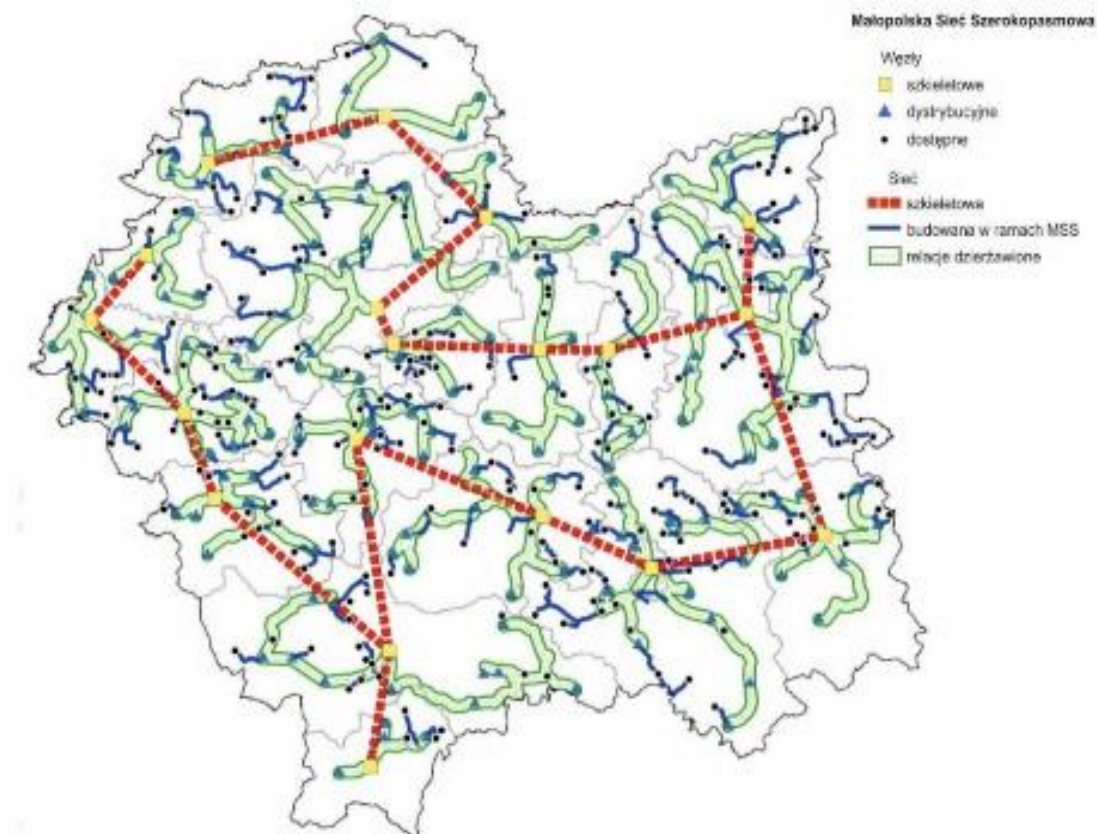 Małopolska Sieć Szerokopasmowa
Węzły
szkieletowe
dystrybucyjne
dostępne
Sieć
szkieletowa
budowana w ramach MSS
relacje dzierżawione